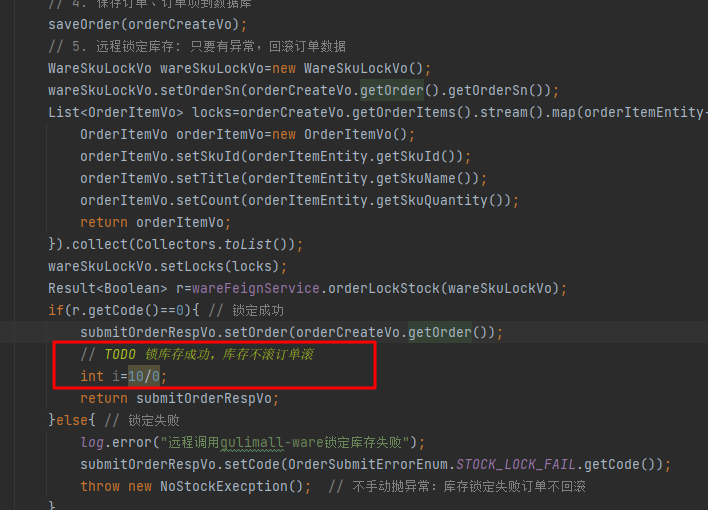 // 4. 保存订单、订单项到数据库
saveOrder(orderCreateVo);
// 5. 远程锁定库存: 只要有异常，回滚订单数据
WareSkuLockVo wareSkuLockVo=new WareSkuLockVo();
wareSkuLockVo.setOrderSn(orderCreateVo.getOrder().getOrderSn());
List<OrderItemVo> locks=orderCreateVo.getOrderItems().stream().map(orderItemEntity-
OrderItemVo orderItemVo=new OrderItemVo();
orderItemVo.setSkuId(orderItemEntity.getSkuId());
orderItemVo.setTitle(orderItemEntity.getSkuName());
orderItemVo.setCount(orderItemEntity.getSkuQuantity());
return orderItemVo;
}).collect(Collectors.toList());
wareSkuLockVo.setLocks(locks);
Result<Boolean> r=wareFeignService.orderLockStock(wareSkuLockVo);
if(r.getCode()==0){ // 锁定成功
submitOrderRespVo.setOrder(orderCreateVo.getOrder());
// TODO 锁库存成功，库存不滚订单滚
int i=10/0;
return submitOrderRespVo;
}else{ // 锁定失败
log.error("远程调用gulimall-ware锁定库存失败");
submitOrderRespVo.setCode(OrderSubmitErrorEnum.STOCK_LOCK_FAIL.getCode());
throw new NoStockExecption(); // 不手动抛异常: 库存锁定失败订单不回滚
}